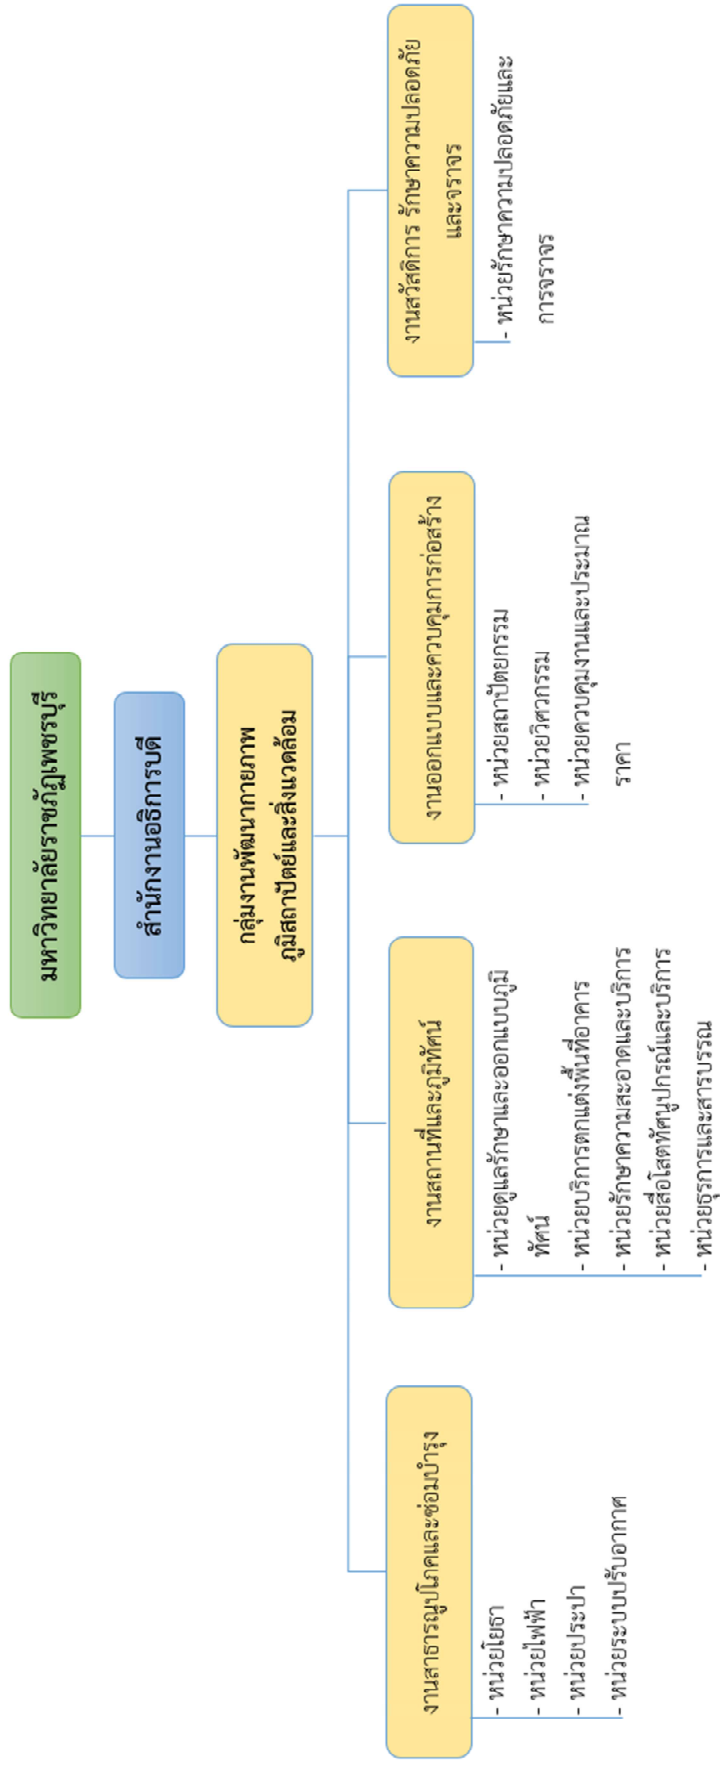 มหาวิทยาลัยราชภัฏเพชรบุรี
สำนักงานอธิการบดี
กลุ่มงานพัฒนากายภาพ
ภูมิสถาปัตย์และสิ่งแวดล้อม
งานสาธารณูปโภคและซ่อมบำรุง
- หน่วยโยธา
- หน่วยไฟฟ้า
- หน่วยประปา
- หน่วยระบบปรับอากาศ
งานสถานที่และภูมิทัศน์
- หน่วยดูแลรักษาและออกแบบภูมิ
ทัศน์
- หน่วยบริการตกแต่งพื้นที่อาคาร
- หน่วยรักษาความสะอาดและบริการ
- หน่วยสื่อโสตทัศนูปกรณ์และบริการ
- หน่วยธุรการและสารบรรณ
งานออกแบบและควบคุมการก่อสร้าง
- หน่วยสถาปัตยกรรม
- หน่วยวิศวกรรม
- หน่วยควบคุมงานและประมาณ
ราคา
งานสวัสดิการ รักษาความปลอดภัย
และจราจร
- หน่วยรักษาความปลอดภัยและ
การจราจร